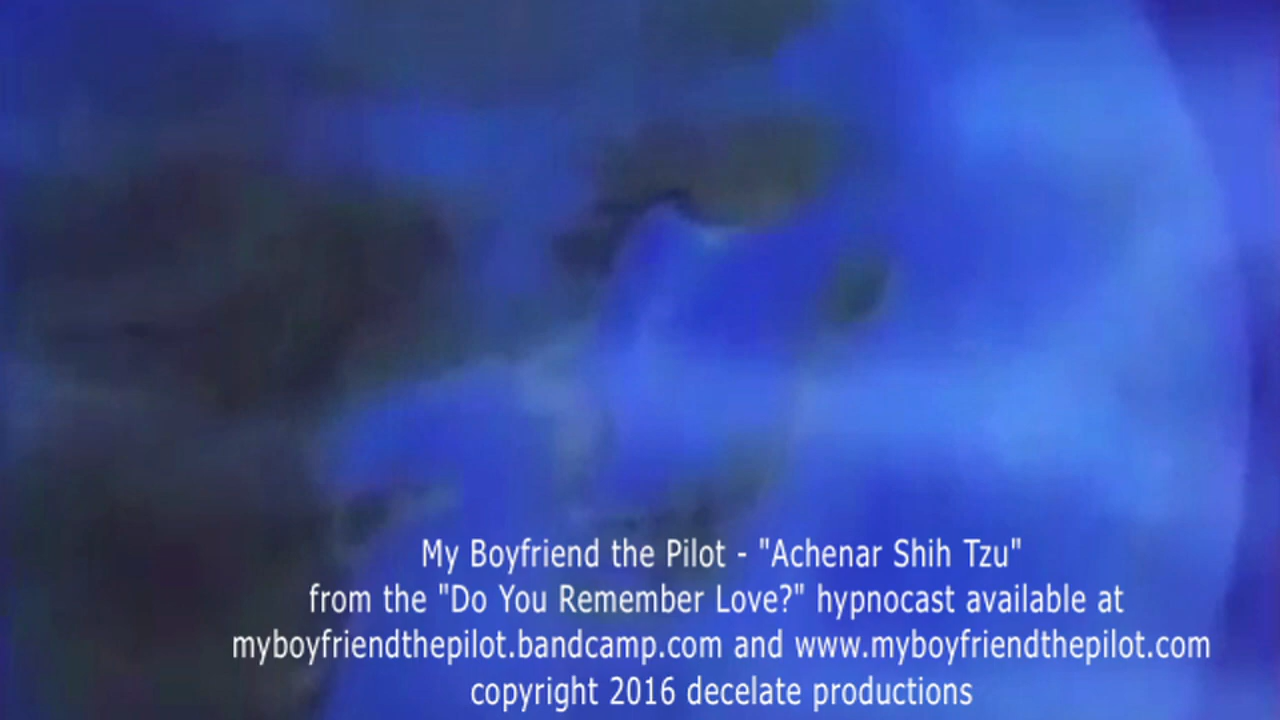 My Boyfriend the Pilot - "Achenar Shih Tzu"
from the "Do You Remember Love?" hypnocast available at
myboyfriendthepilot.bandcamp.com and www.myboyfriendthepilot.com
copyright 2016 decelate productions